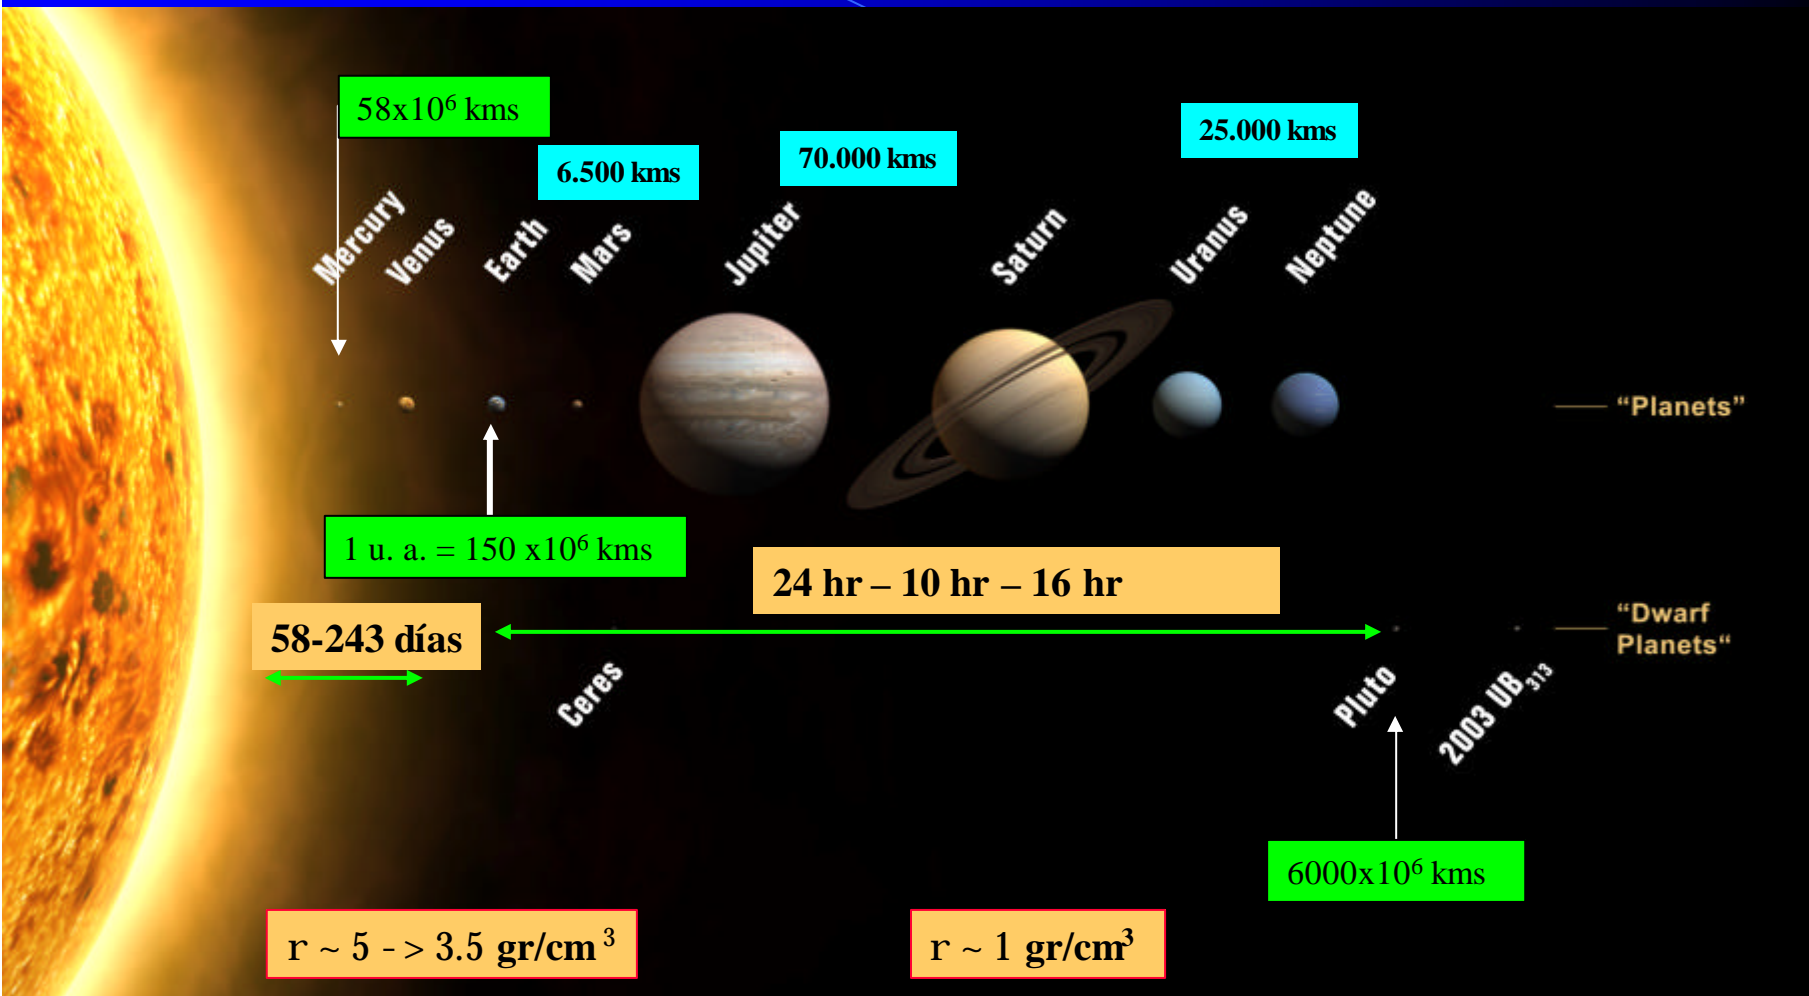 58x10⁶ kms
6.500 kms
70.000 kms
25.000 kms
Mercury
Venus
Earth
Mars
Jupiter
Saturn
Uranus
Neptune
“Planets”
1 u. a. = 150 x10⁶ kms
24 hr – 10 hr – 16 hr
58-243 días
“Dwarf
Planets“
Ceres
Pluto
2003 UB₃₁₃
6000x10⁶ kms
r ~ 5 - > 3.5 gr/cm ³
r ~ 1 gr/cm³